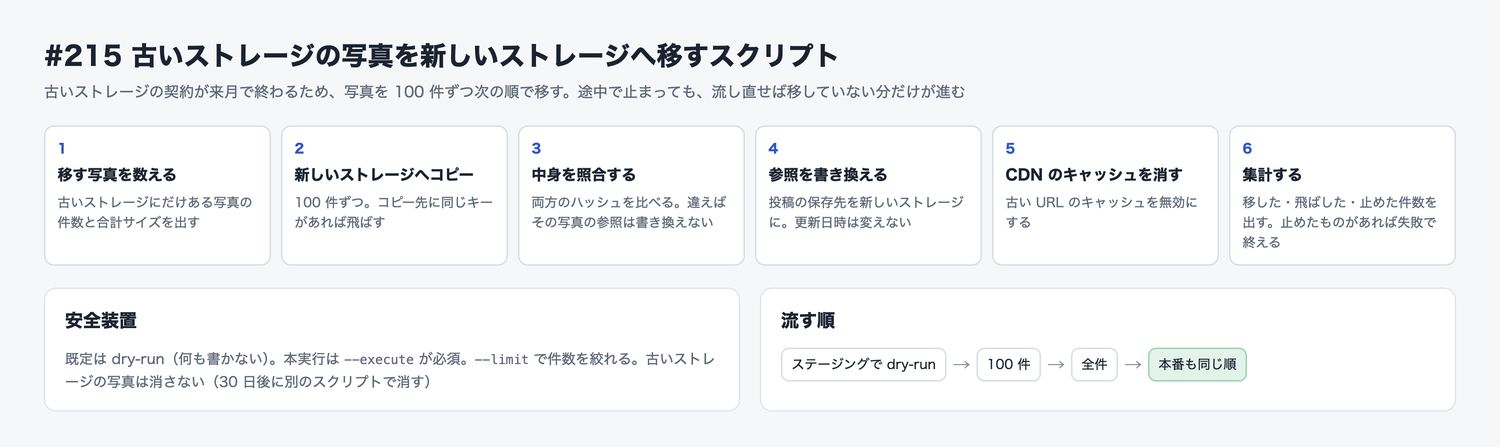 #215 古いストレージの写真を新しいストレージへ移すスクリプト
古いストレージの契約が来月で終わるため、写真を 100 件ずつ次の順で移す。途中で止まっても、流し直せば移していない分だけが進む
1
移す写真を数える
古いストレージにだけある写真の
件数と合計サイズを出す
2
新しいストレージへコピー
100 件ずつ。コピー先に同じキー
があれば飛ばす
3
中身を照合する
両方のハッシュを比べる。違えば
その写真の参照は書き換えない
4
参照を書き換える
投稿の保存先を新しいストレージ
に。更新日時は変えない
5
CDN のキャッシュを消す
古い URL のキャッシュを無効に
する
6
集計する
移した・飛ばした・止めた件数を
出す。止めたものがあれば失敗で
終える
安全装置
既定は dry-run（何も書かない）。本実行は --execute が必須。--limit で件数を絞れる。古いストレ
ージの写真は消さない（30 日後に別のスクリプトで消す）
流す順
ステージングで dry-run → 100 件 → 全件 → 本番も同じ順